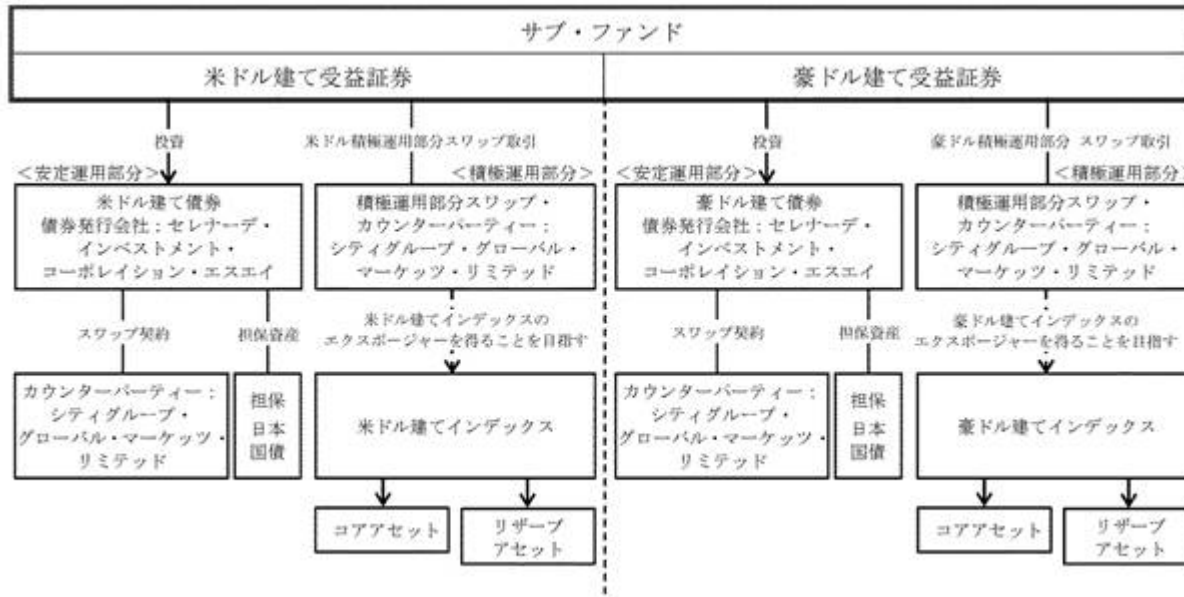 サブ・ファンド
米ドル建て受益証券
豪ドル建て受益証券
投資
米ドル積極運用部分スワップ取引
<安定運用部分>
<積極運用部分>
米ドル建て債券
債券発行会社：セレナーデ・
インベストメント・
コーポレイション・エスエイ
積極運用部分スワップ・
カウンターパーティー：
シティグループ・グローバル・
マーケッツ・リミテッド
スワップ契約
担保資産
米ドル建てインデックスの
エクスポージャーを得ることを目指す
カウンターパーティー：
シティグループ・
グローバル・マーケッツ・
リミテッド
担保
日本
国債
米ドル建てインデックス
コアアセット
リザーブ
アセット
投資
豪ドル積極運用部分 スワップ取引
<安定運用部分>
<積極運用部分>
豪ドル建て債券
債券発行会社：セレナーデ・
インベストメント・
コーポレイション・エスエイ
積極運用部分スワップ・
カウンターパーティー：
シティグループ・グローバル・
マーケッツ・リミテッド
スワップ契約
担保資産
豪ドル建てインデックスの
エクスポージャーを得ることを目指す
カウンターパーティー：
シティグループ・
グローバル・マーケッツ・
リミテッド
担保
日本
国債
豪ドル建てインデックス
コアアセット
リザーブ
アセット